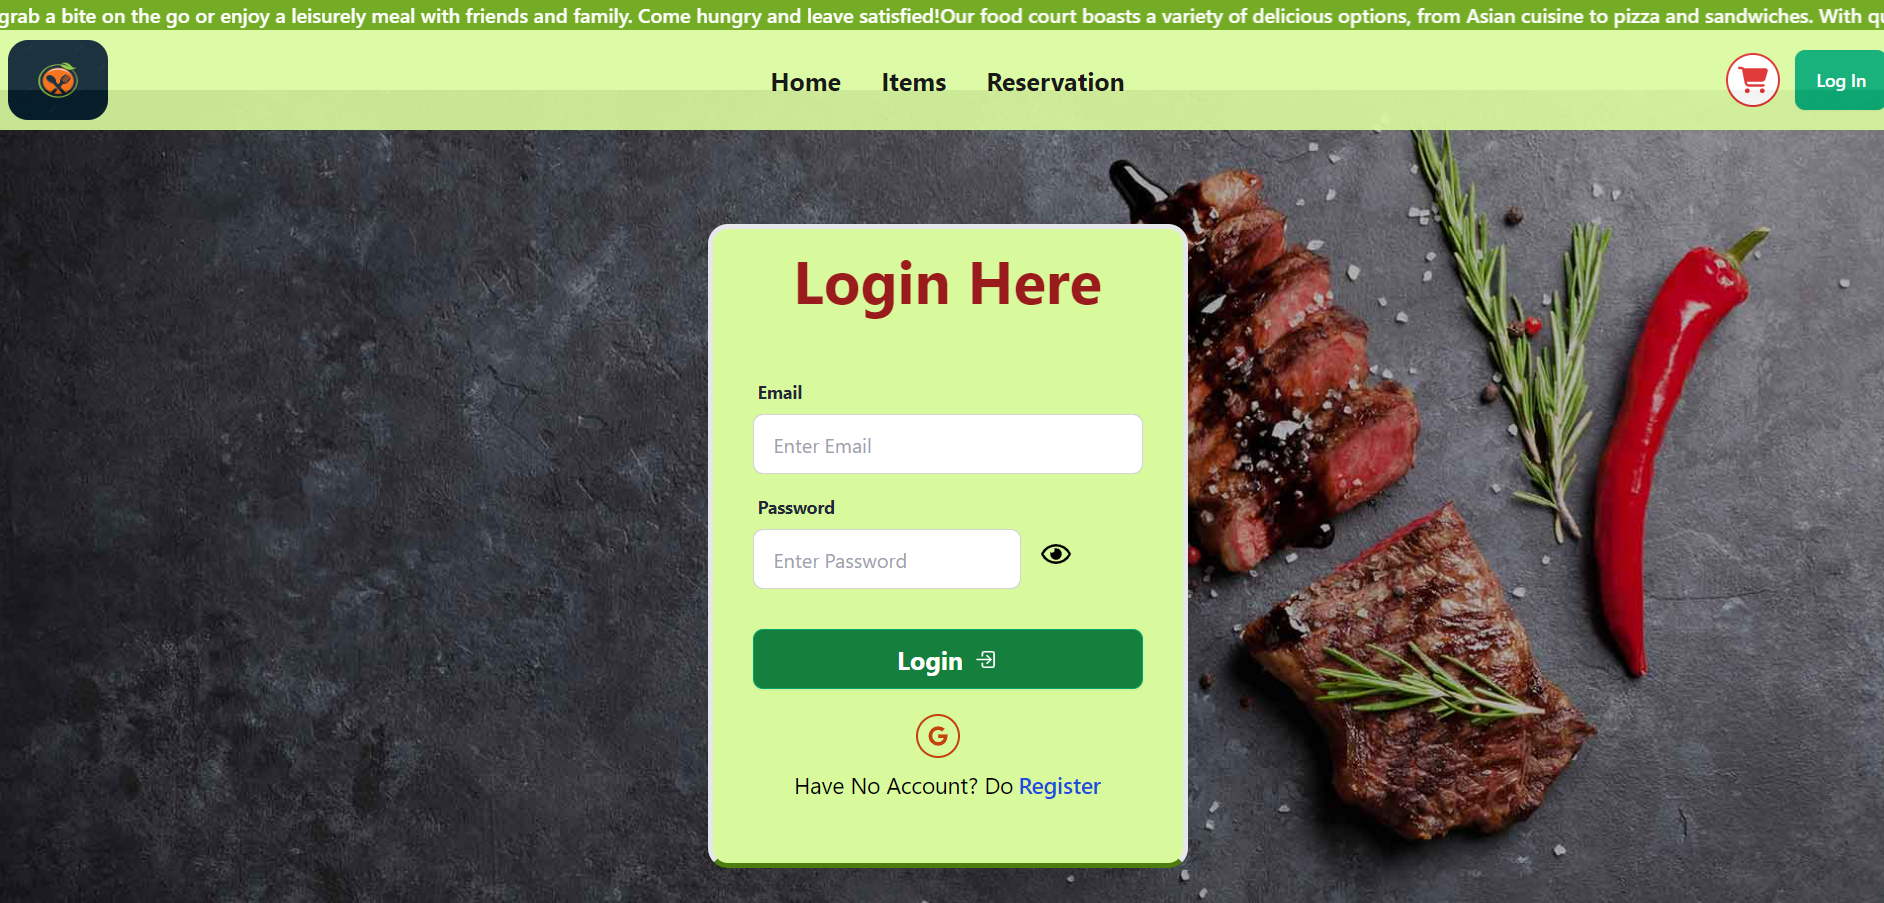 grab a bite on the go or enjoy a leisurely meal with friends and family. Come hungry and leave satisfied!Our food court boasts a variety of delicious options, from Asian cuisine to pizza and sandwiches. With
Home Items Reservation
Log In
Login Here
Email
Enter Email
Password
Enter Password
Login
G
Have No Account? Do Register